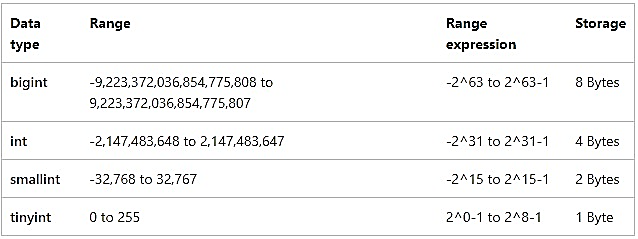 Data type Range Range expression Storage
bigint -9,223,372,036,854,775,808 to 9,223,372,036,854,775,807 -2^63 to 2^63-1 8 Bytes
int -2,147,483,648 to 2,147,483,647 -2^31 to 2^31-1 4 Bytes
smallint -32,768 to 32,767 -2^15 to 2^15-1 2 Bytes
tinyint 0 to 255 2^0-1 to 2^8-1 1 Byte